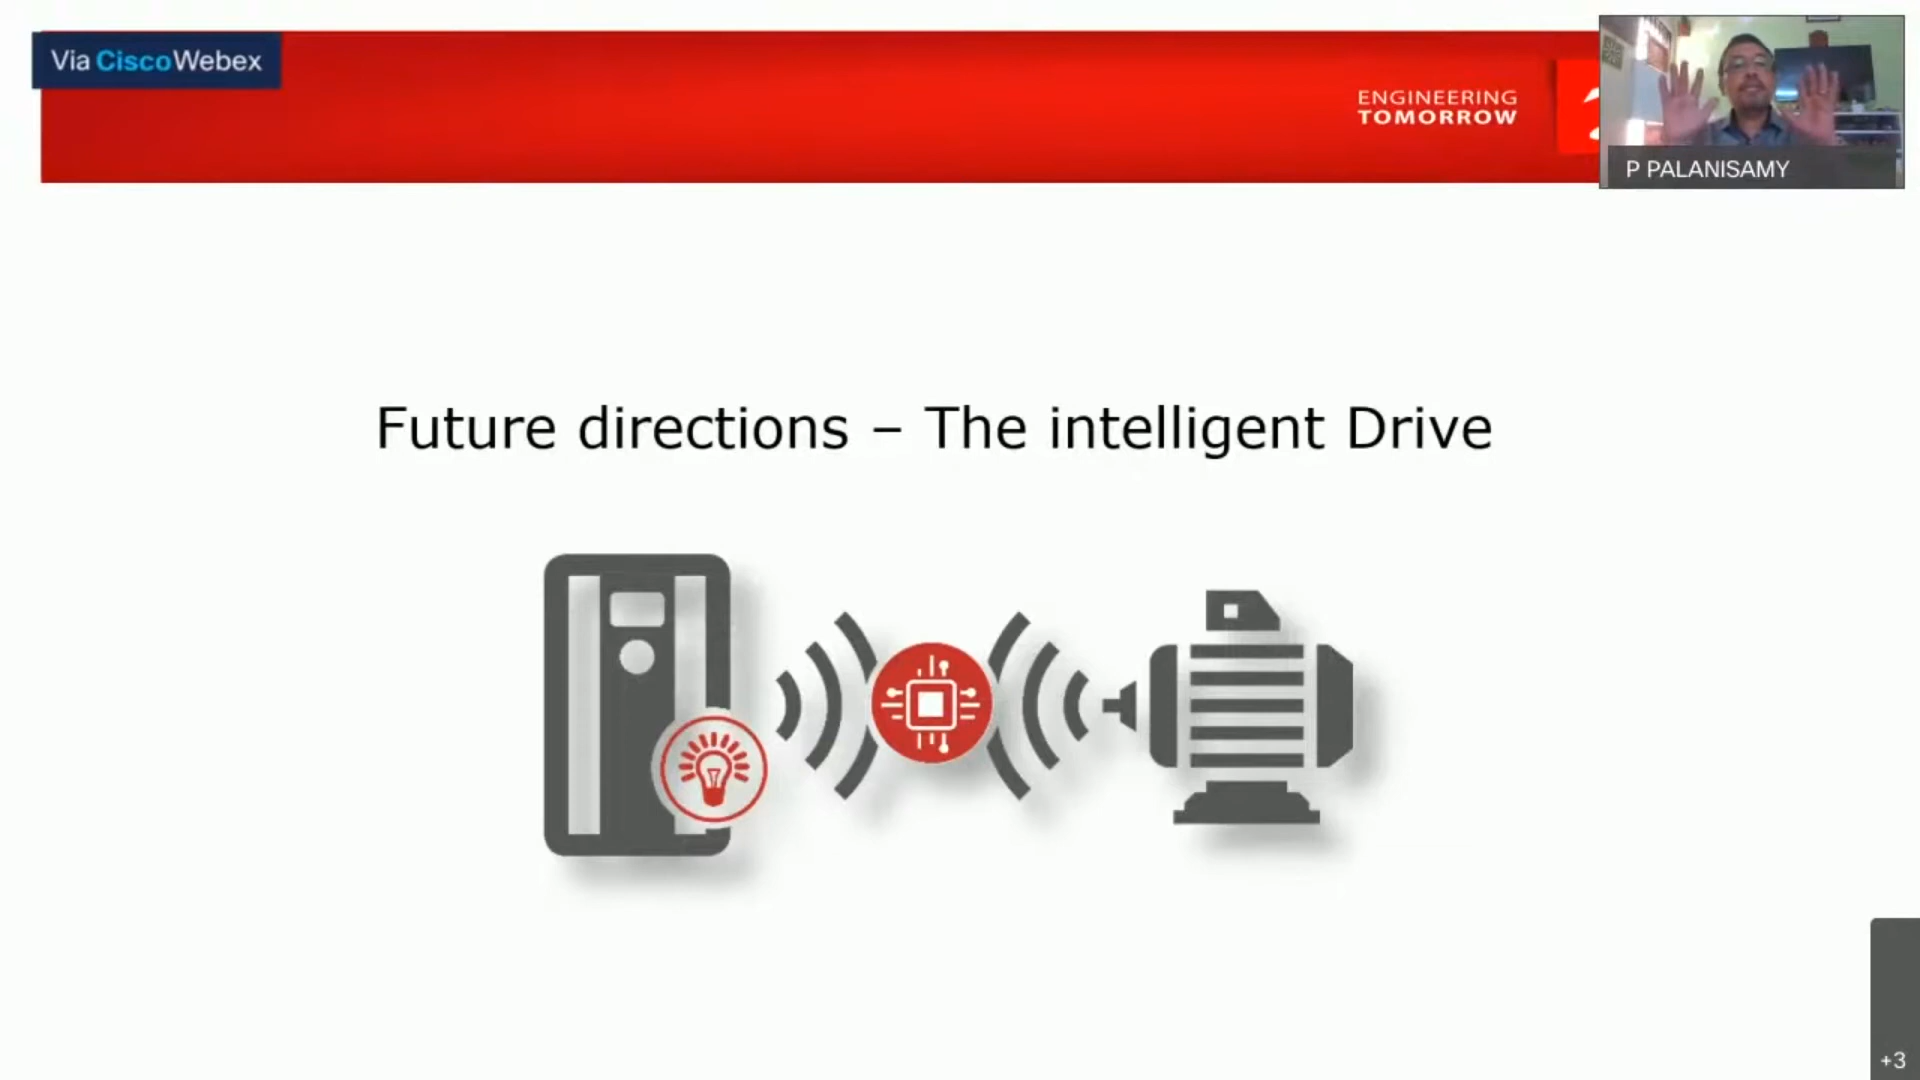 Via CiscoWebex
ENGINEERING
TOMORROW
P PALANISAMY
Future directions – The intelligent Drive
+3